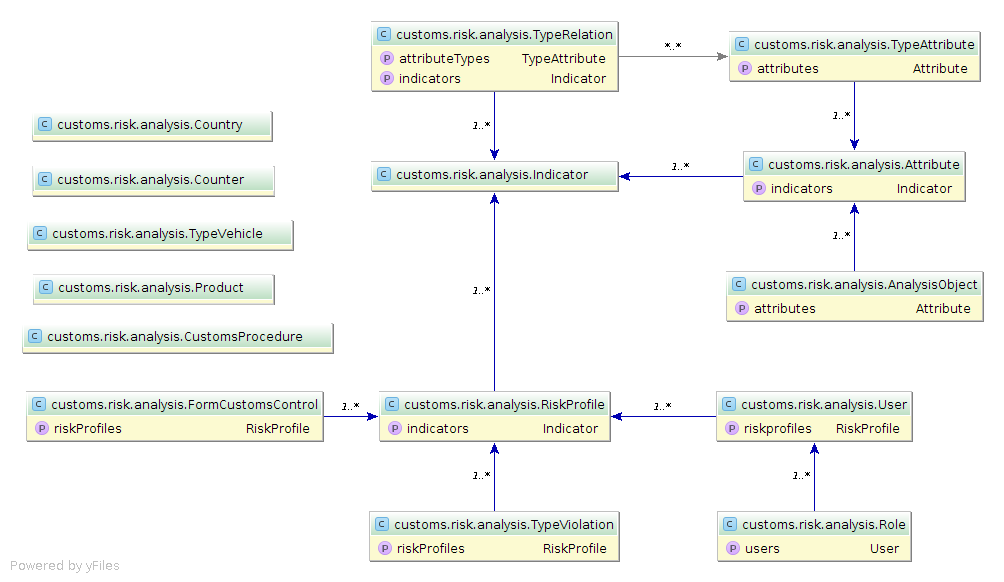 C customs.risk.analysis.TypeRelation
P attributeTypes TypeAttribute
P indicators Indicator
*..*
C customs.risk.analysis.TypeAttribute
P attributes Attribute
1..*
1..*
C customs.risk.analysis.Country
C customs.risk.analysis.Counter
C customs.risk.analysis.TypeVehicle
C customs.risk.analysis.Product
C customs.risk.analysis.CustomsProcedure
C customs.risk.analysis.Indicator
1..*
C customs.risk.analysis.Attribute
P indicators Indicator
1..*
1..*
C customs.risk.analysis.AnalysisObject
P attributes Attribute
C customs.risk.analysis.FormCustomsControl
P riskProfiles RiskProfile
1..*
C customs.risk.analysis.RiskProfile
P indicators Indicator
1..*
C customs.risk.analysis.User
P riskprofiles RiskProfile
1..*
1..*
C customs.risk.analysis.TypeViolation
P riskProfiles RiskProfile
C customs.risk.analysis.Role
P users User
Powered by yFiles